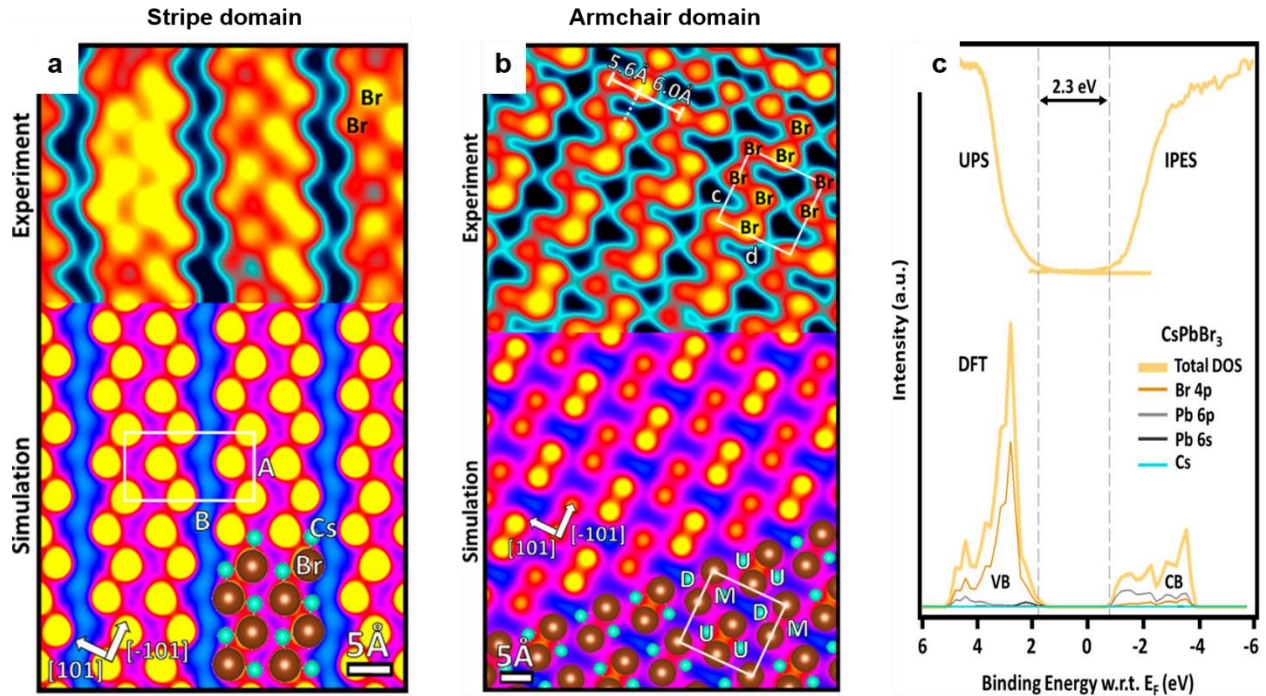 Stripe domain
Armchair domain
a
Experiment
Br
Br
Simulation
A
B
Cs
Br
[101]
[-101]
5Å
b
Experiment
5.6Å 6.0Å
Br
Br
Br
Br
Br
Br
Br
c
d
Simulation
[101]
[-101]
U
D
U
M
D
U
M
U
5Å
c
2.3 eV
UPS
IPES
Intensity (a.u.)
CsPbBr3
DFT
Total DOS
Br 4p
Pb 6p
Pb 6s
Cs
VB
CB
6 4 2 0 -2 -4 -6
Binding Energy w.r.t. EF (eV)